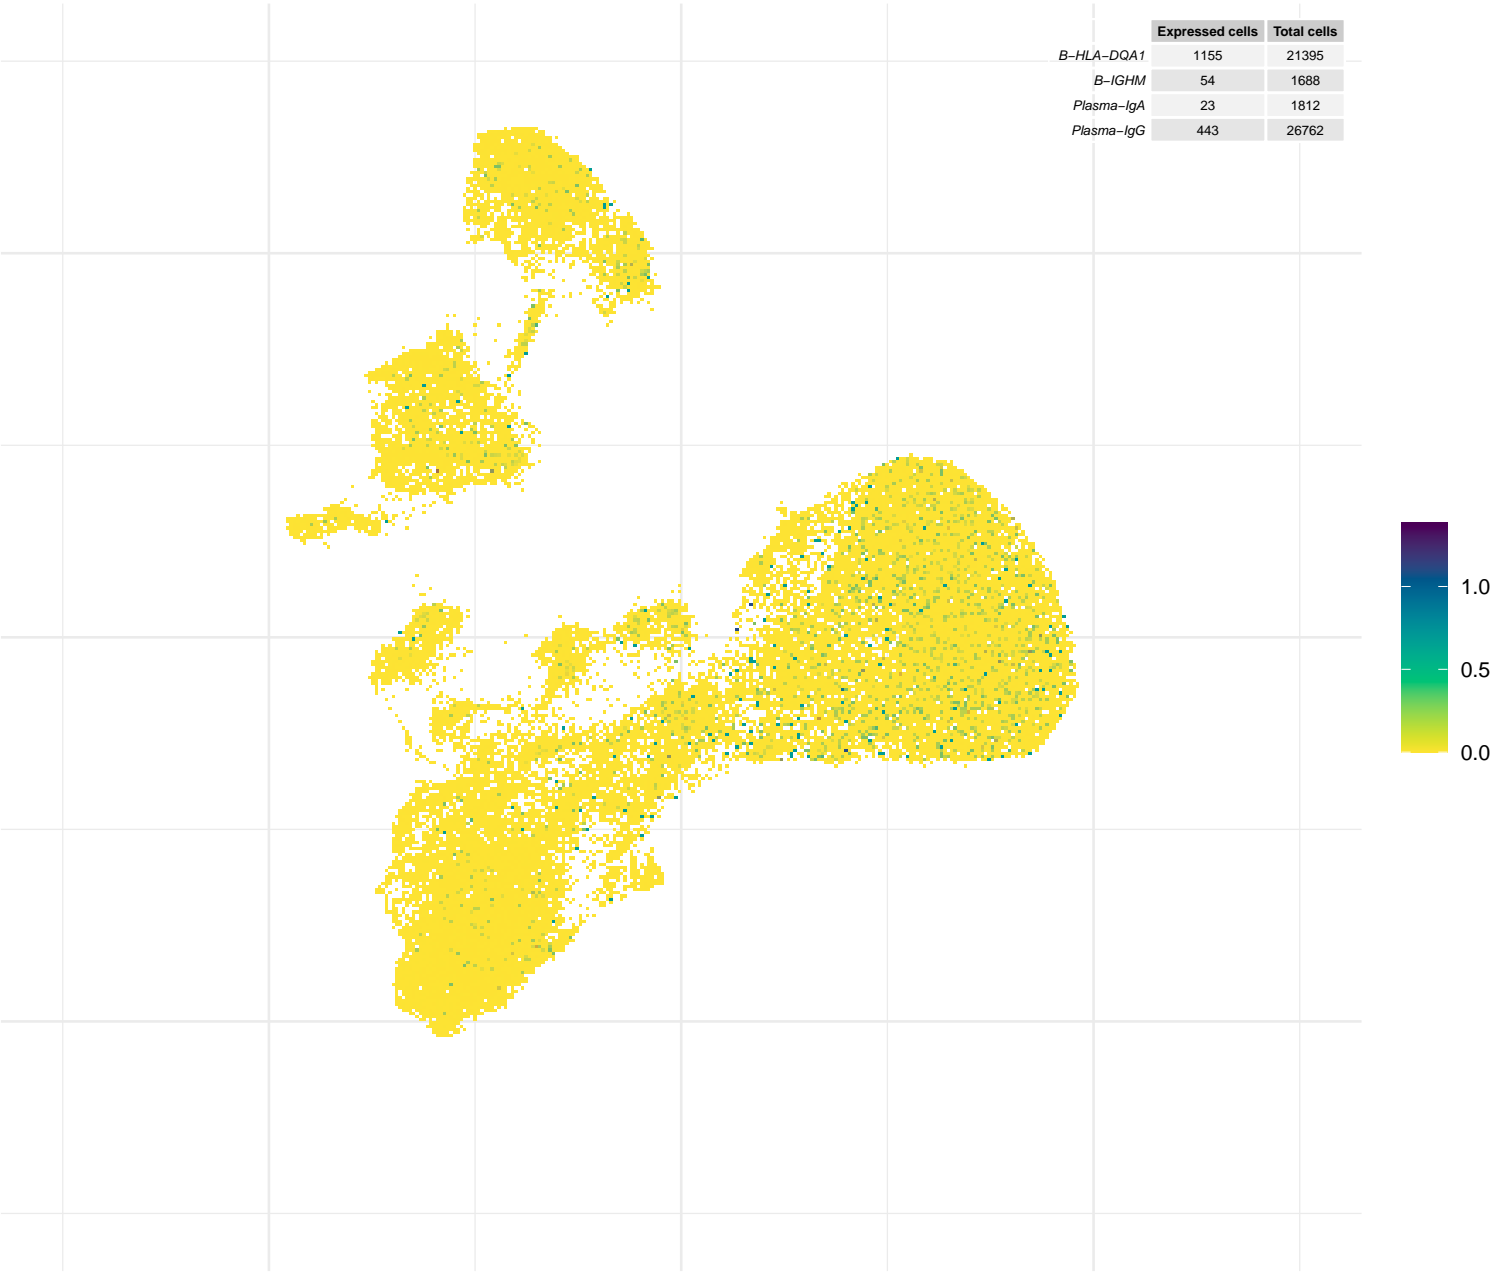 Expressed cells Total cells
B−HLA−DQA1 1155 21395
B−IGHM 54 1688
Plasma−IgA 23 1812
Plasma−IgG 443 26762
1.0
0.5
0.0